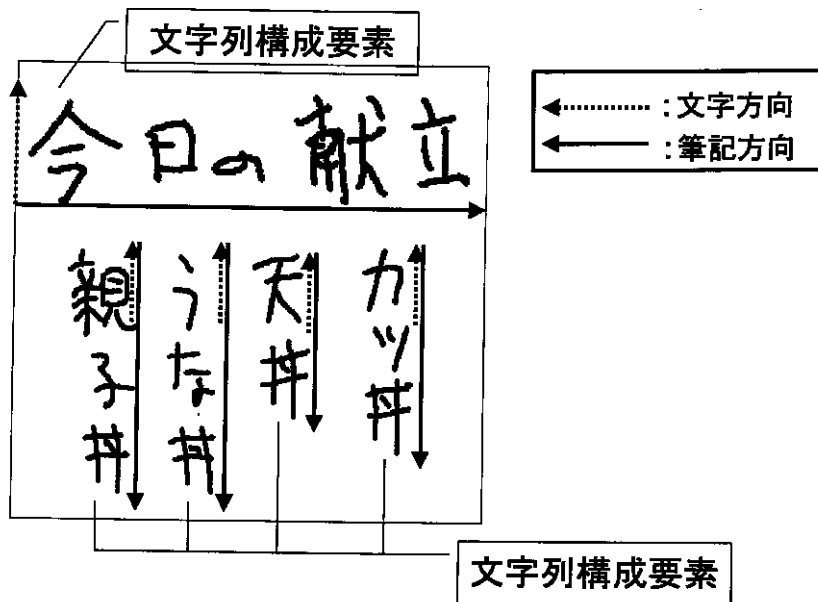 文字列構成要素
今日の献立
:文字方向
:筆記方向
カツ丼
天丼
うな丼
親子丼
文字列構成要素